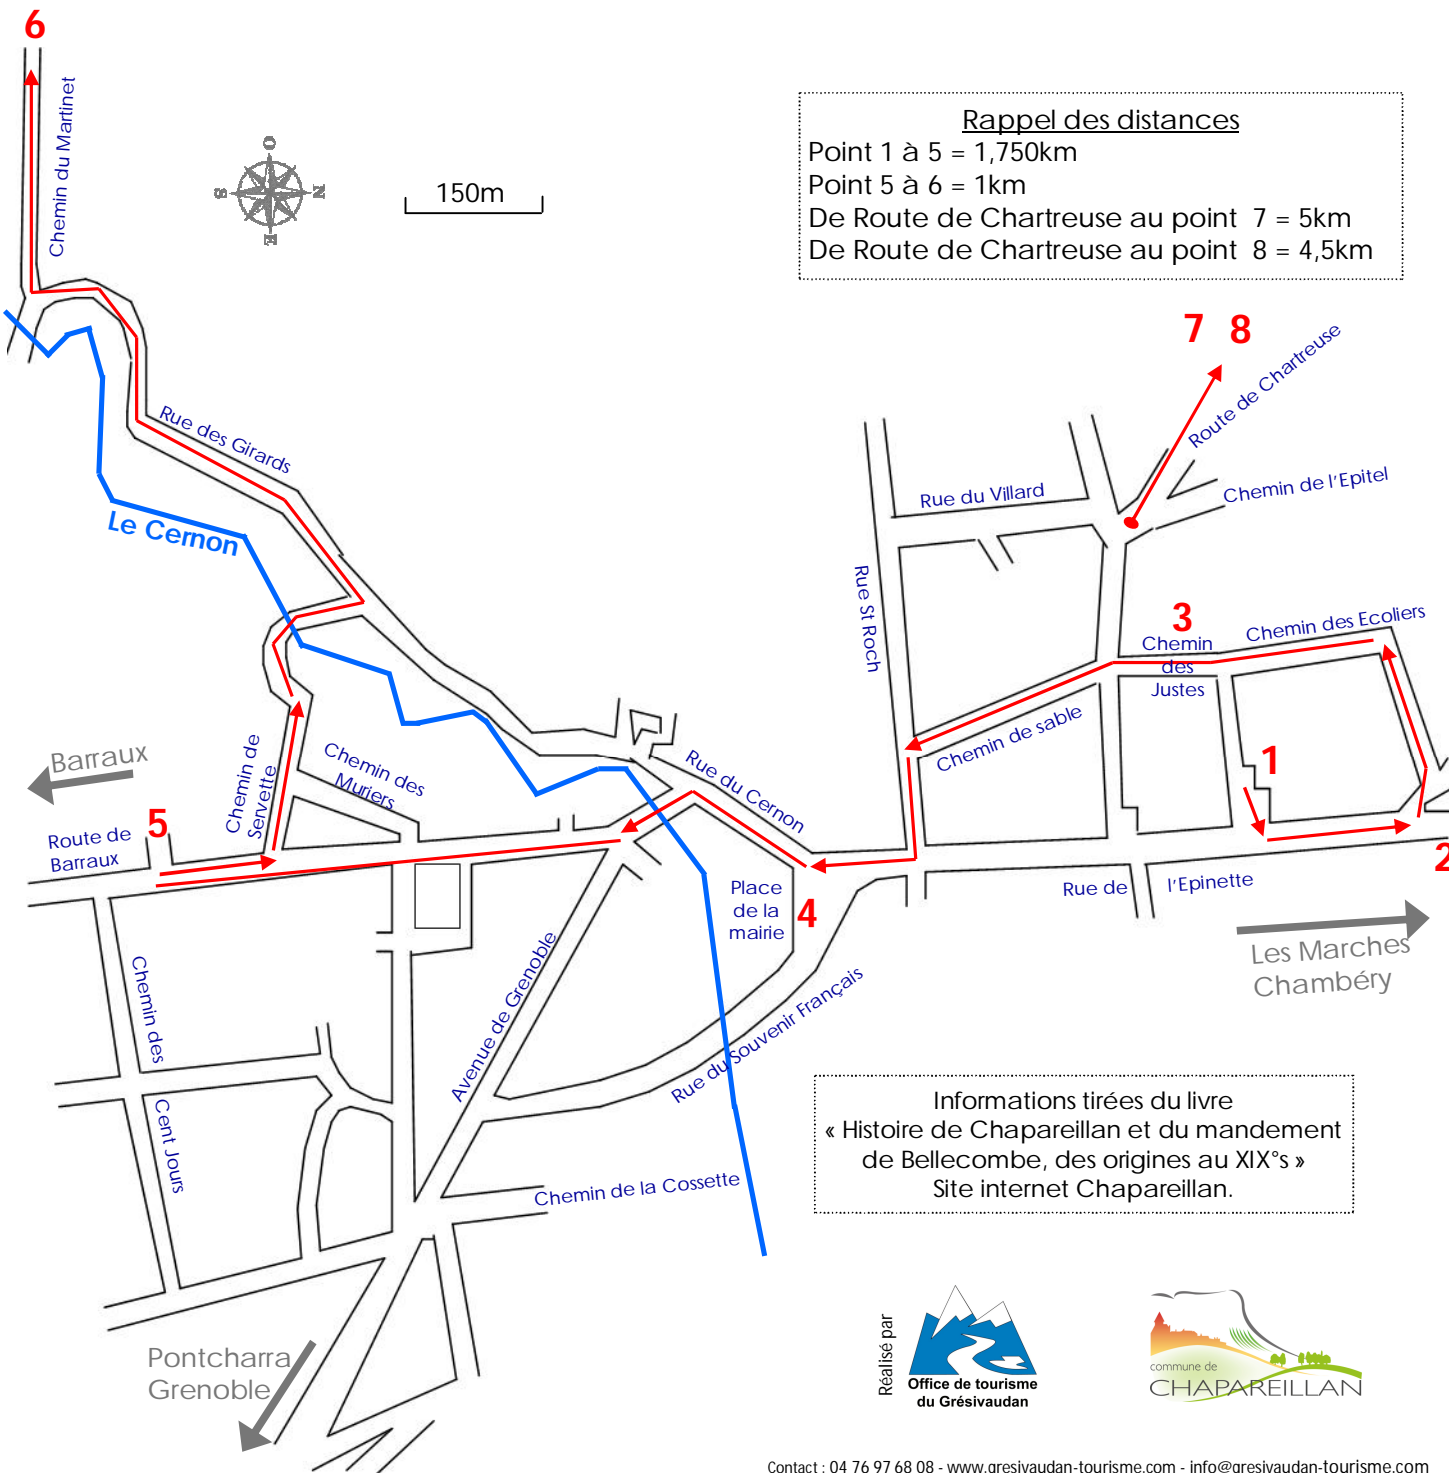 6
Chemin du Martinet
O
S
N
E
150m
Rappel des distances
Point 1 à 5 = 1,750km
Point 5 à 6 = 1km
De Route de Chartreuse au point 7 = 5km
De Route de Chartreuse au point 8 = 4,5km
7 8
Route de Chartreuse
Rue des Girards
Rue du Villard
Chemin de l'Epitel
Le Cernon
Rue St Roch
3
Chemin des Ecoliers
Chemin
des
Justes
Chemin de sable
Barraux
Chemin de
Servette
Chemin des
Muriers
Rue du Cernon
1
5
Route de
Barraux
2
Place
de la
mairie
4
Rue de
l'Epinette
Les Marches
Chambéry
Chemin des
Cent Jours
Avenue de Grenoble
Rue du Souvenir Français
Chemin de la Cossette
Informations tirées du livre
« Histoire de Chapareillan et du mandement
de Bellecombe, des origines au XIX°s »
Site internet Chapareillan.
Pontcharra
Grenoble
Réalisé par
Office de tourisme
du Grésivaudan
commune de
CHAPAREILLAN
Contact : 04 76 97 68 08 - www.gresivaudan-tourisme.com - info@gresivaudan-tourisme.com